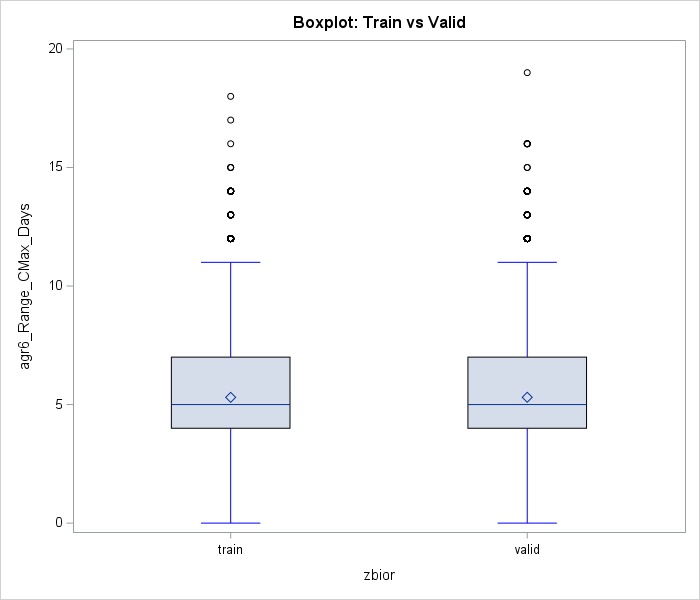 Boxplot: Train vs Valid
20
15
10
5
0
agr6_Range_CMax_Days
train
valid
zbior